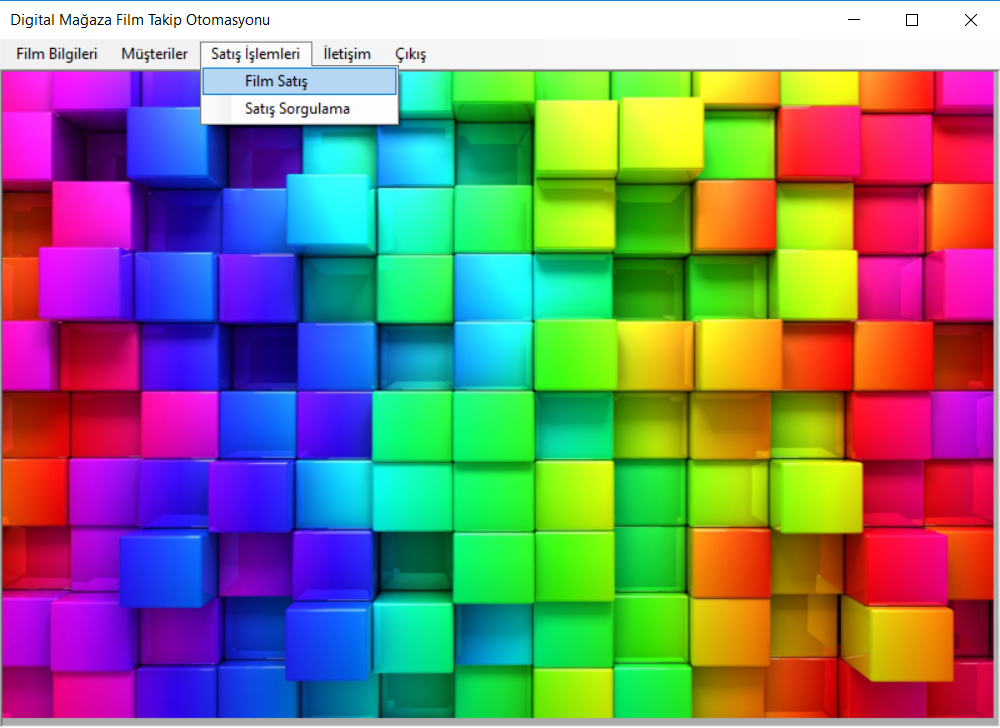 Digital Mağaza Film Takip Otomasyonu
Film Bilgileri Müşteriler Satış İşlemleri İletişim Çıkış
Film Satış
Satış Sorgulama